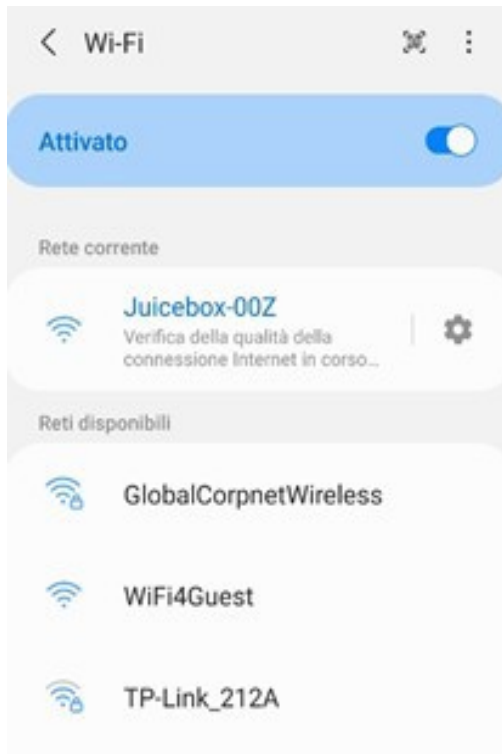 Wi-Fi
Attivato
Rete corrente
Juicebox-00Z
Verifica della qualità della
connessione Internet in corso...
Reti disponibili
GlobalCorpnetWireless
WiFi4Guest
TP-Link_212A